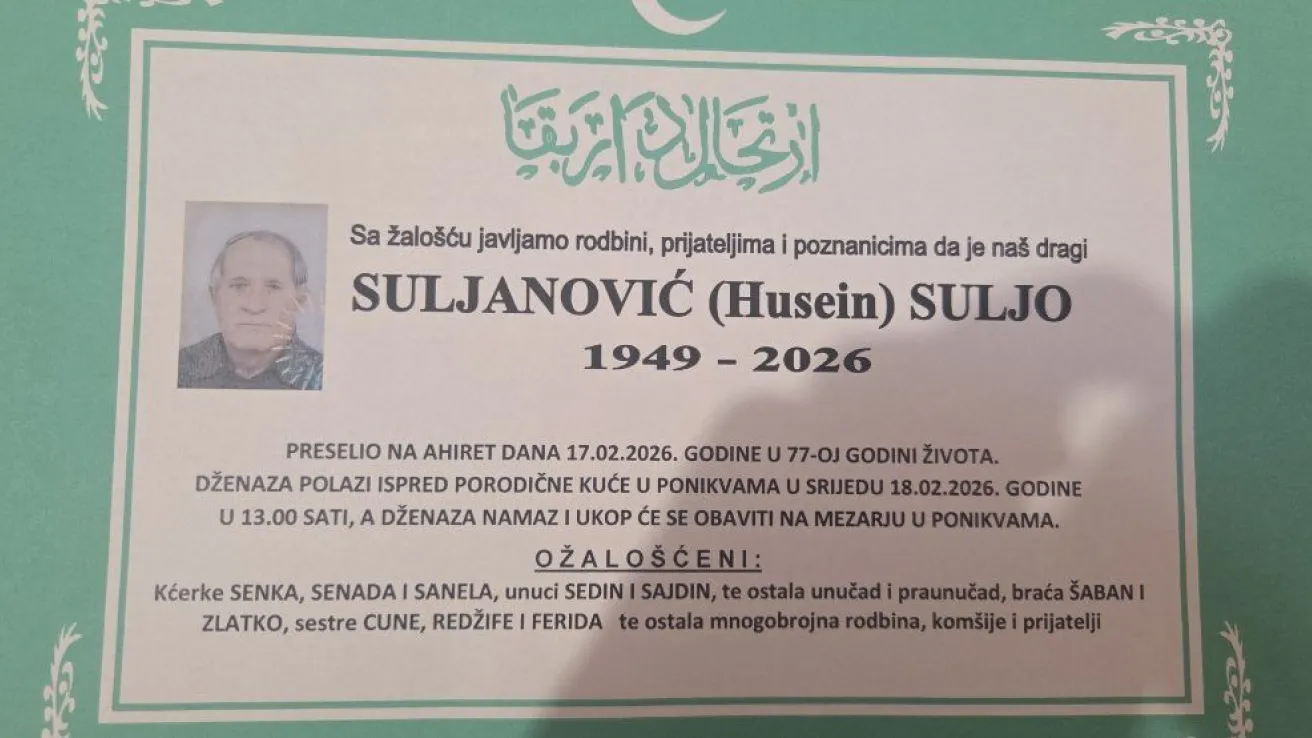 ارتحال دار بقا
Sa žalošću javljamo rodbini, prijateljima i poznanicima da je naš dragi
SULJANOVIĆ (Husein) SULJO
1949 – 2026
PRESELIO NA AHIRET DANA 17.02.2026. GODINE U 77-OJ GODINI ŽIVOTA.
DŽENAZA POLAZI ISPRED PORODIČNE KUĆE U PONIKVAMA U SRIJEDU 18.02.2026. GODINE
U 13.00 SATI, A DŽENAZA NAMAZ I UKOP ĆE SE OBAVITI NA MEZARJU U PONIKVAMA.
OŽALOŠĆENI:
Kćerke SENKA, SENADA I SANELA, unuci SEDIN I SAJDIN, te ostala unučad i praunučad, braća ŠABAN I
ZLATKO, sestre CUNE, REDŽIFE I FERIDA te ostala mnogobrojna rodbina, komšije i prijatelji